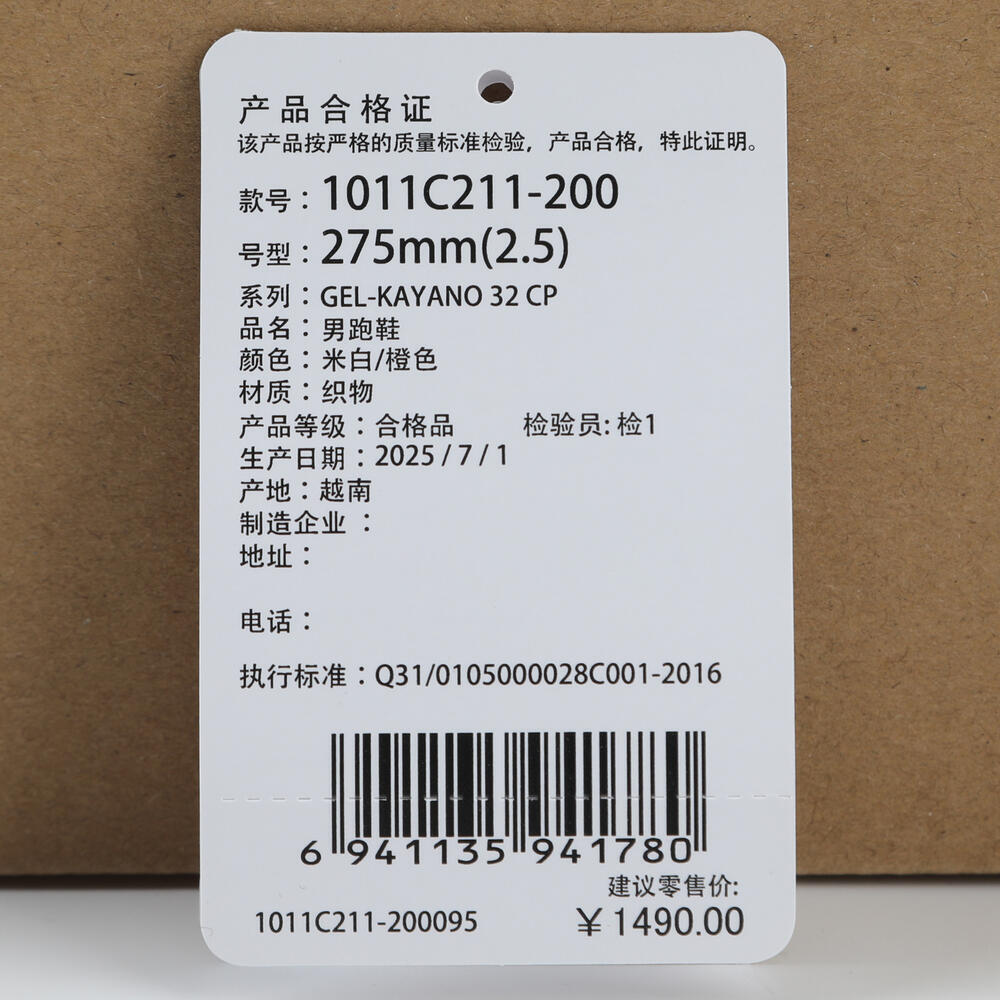 产品合格证
该产品按严格的质量标准检验，产品合格，特此证明。
款号：1011C211-200
号型：275mm(2.5)
系列：GEL-KAYANO 32 CP
品名：男跑鞋
颜色：米白/橙色
材质：织物
产品等级：合格品 检验员: 检1
生产日期：2025 / 7 / 1
产地：越南
制造企业：
地址：
电话：
执行标准：Q31/0105000028C001-2016
6 941135 941780
建议零售价:
1011C211-200095 ￥1490.00